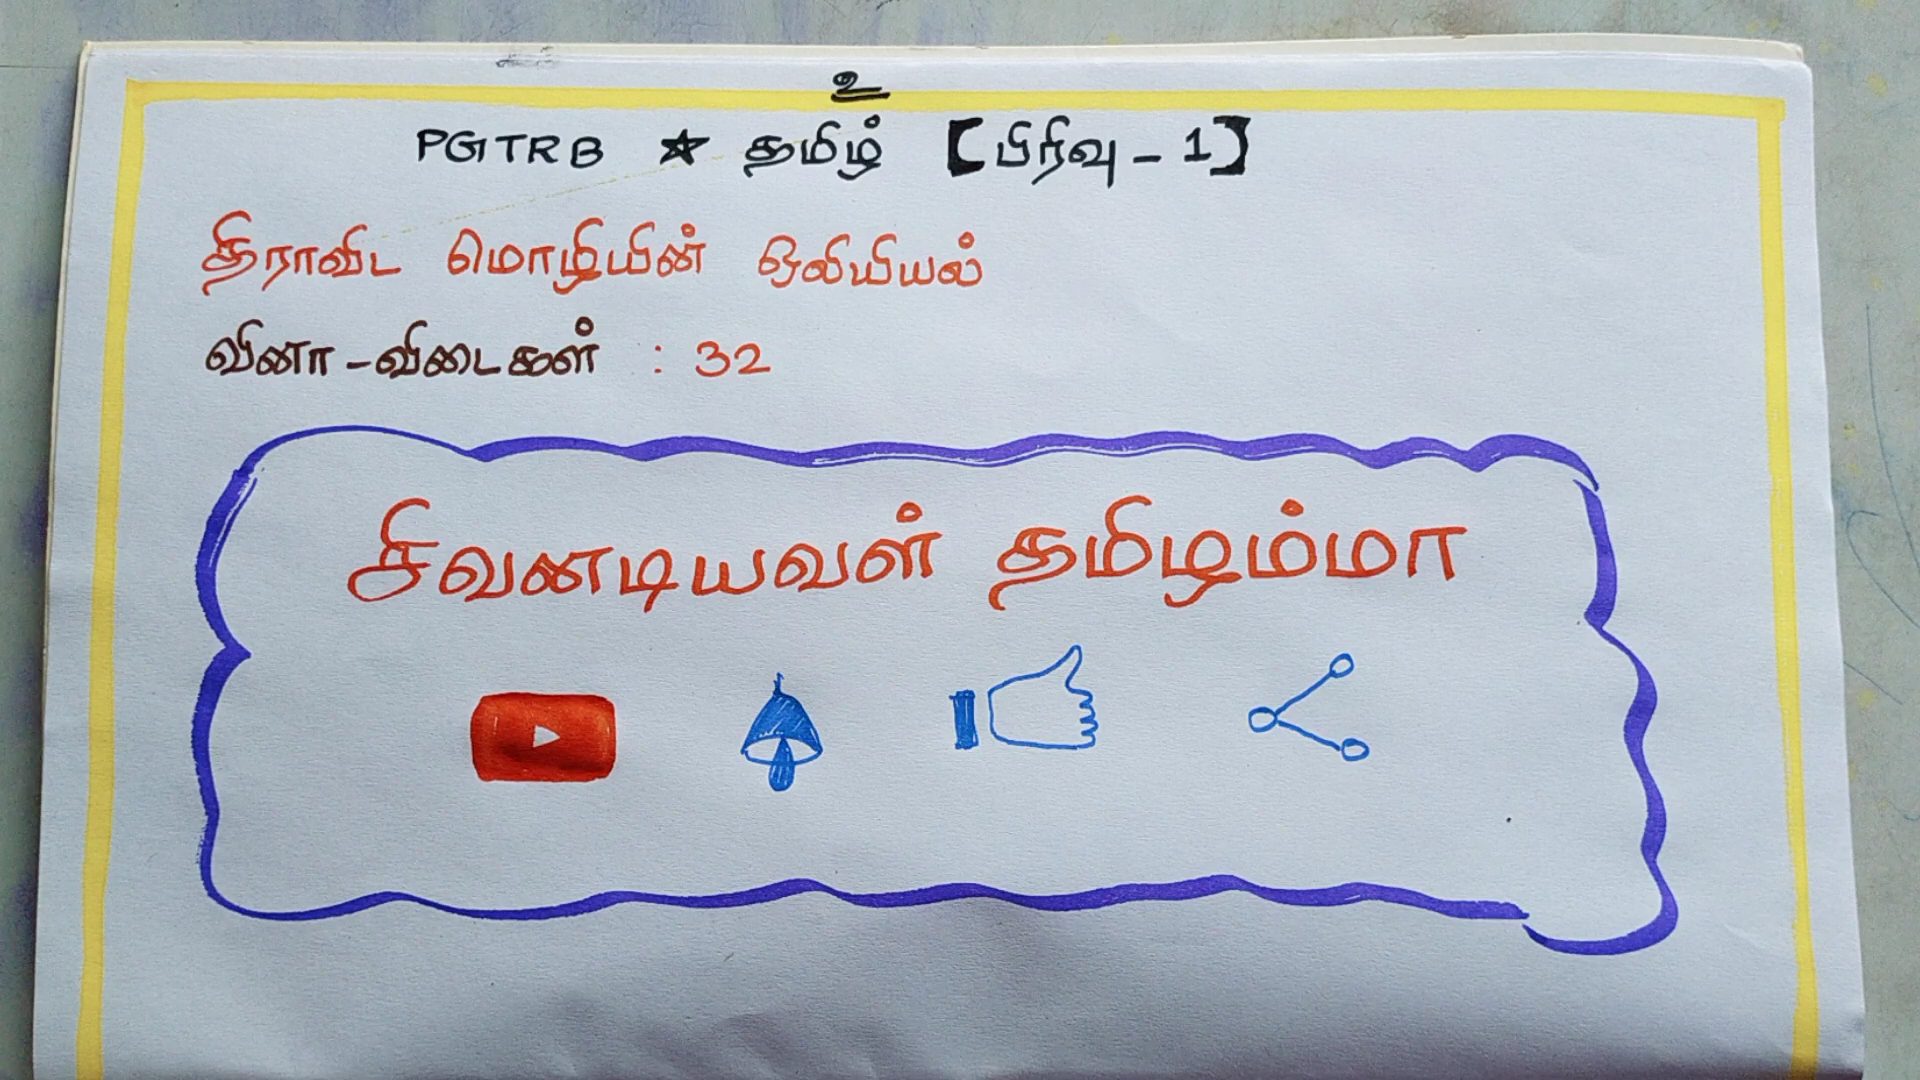 உ
PGTRB ★ தமிழ் [பிரிவு - 1]
திராவிட மொழியின் ஒலியியல்
வினா - விடைகள் : 32
சிவனடியவள் தமிழம்மா